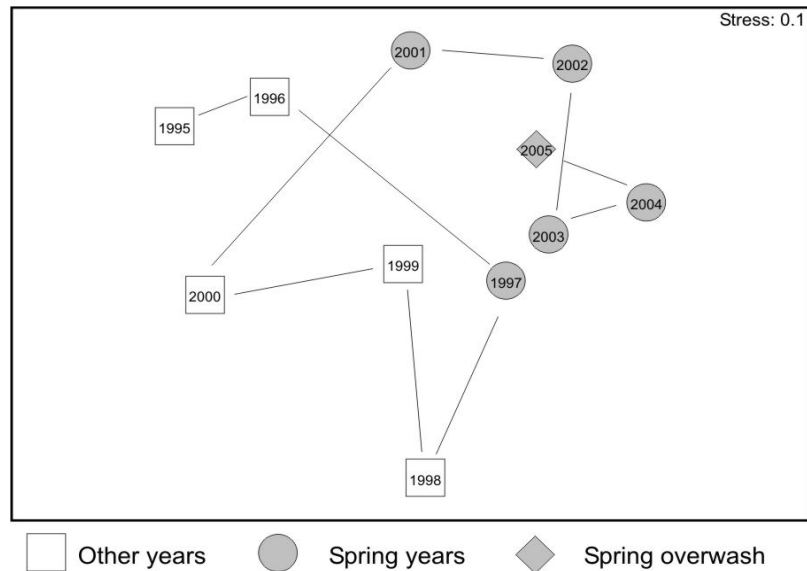 Stress: 0.1
2001
2002
1996
1995
2005
2004
2003
1999
1997
2000
1998
Other years
Spring years
Spring overwash